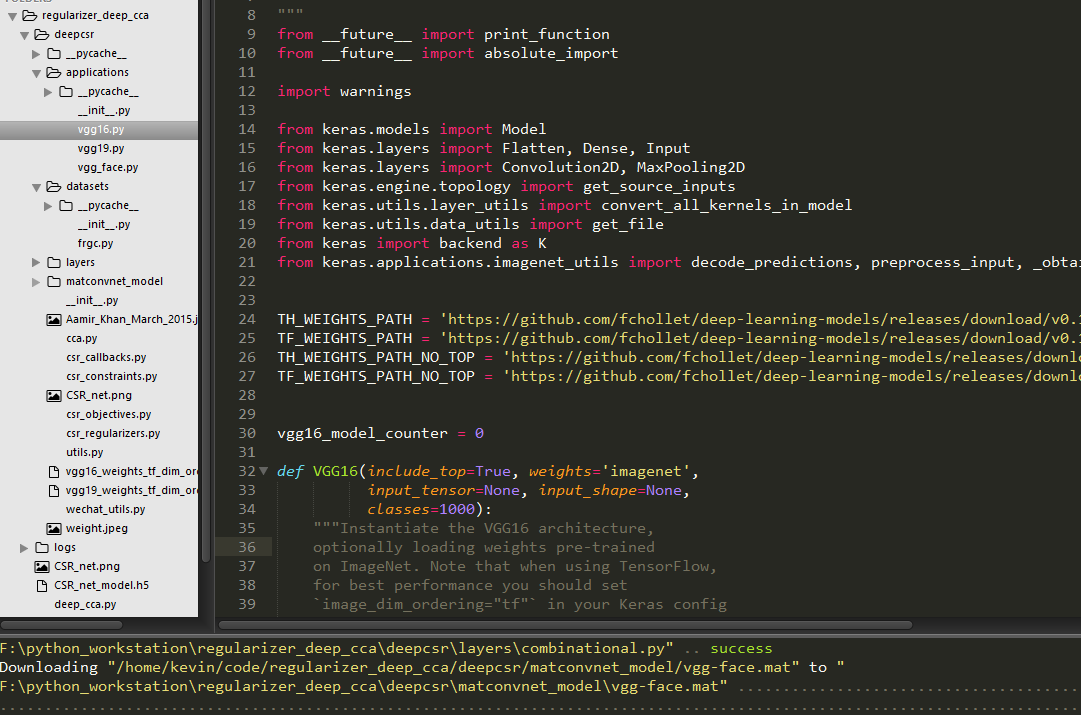 FOLDERS
regularizer_deep_cca
deepcsr
__pycache__
applications
__pycache__
__init__.py
vgg16.py
vgg19.py
vgg_face.py
datasets
__pycache__
__init__.py
frgc.py
layers
matconvnet_model
__init__.py
Aamir_Khan_March_2015.j
cca.py
csr_callbacks.py
csr_constraints.py
CSR_net.png
csr_objectives.py
csr_regularizers.py
utils.py
vgg16_weights_tf_dim_or
vgg19_weights_tf_dim_or
wechat_utils.py
weight.jpeg
logs
CSR_net.png
CSR_net_model.h5
deep_cca.py
8 """
9 from __future__ import print_function
10 from __future__ import absolute_import
11
12 import warnings
13
14 from keras.models import Model
15 from keras.layers import Flatten, Dense, Input
16 from keras.layers import Convolution2D, MaxPooling2D
17 from keras.engine.topology import get_source_inputs
18 from keras.utils.layer_utils import convert_all_kernels_in_model
19 from keras.utils.data_utils import get_file
20 from keras import backend as K
21 from keras.applications.imagenet_utils import decode_predictions, preprocess_input, _obtai
22
23
24 TH_WEIGHTS_PATH = 'https://github.com/fchollet/deep-learning-models/releases/download/v0.1
25 TF_WEIGHTS_PATH = 'https://github.com/fchollet/deep-learning-models/releases/download/v0.1
26 TH_WEIGHTS_PATH_NO_TOP = 'https://github.com/fchollet/deep-learning-models/releases/downl
27 TF_WEIGHTS_PATH_NO_TOP = 'https://github.com/fchollet/deep-learning-models/releases/downl
28
29
30 vgg16_model_counter = 0
31
32 def VGG16(include_top=True, weights='imagenet',
33 input_tensor=None, input_shape=None,
34 classes=1000):
35 """Instantiate the VGG16 architecture,
36 optionally loading weights pre-trained
37 on ImageNet. Note that when using TensorFlow,
38 for best performance you should set
39 `image_dim_ordering="tf"` in your Keras config
F:\python_workstation\regularizer_deep_cca\deepcsr\layers\combinational.py" .. success
Downloading "/home/kevin/code/regularizer_deep_cca/deepcsr/matconvnet_model/vgg-face.mat" to "
F:\python_workstation\regularizer_deep_cca\deepcsr\matconvnet_model\vgg-face.mat" ......................................
........................................................................................................................